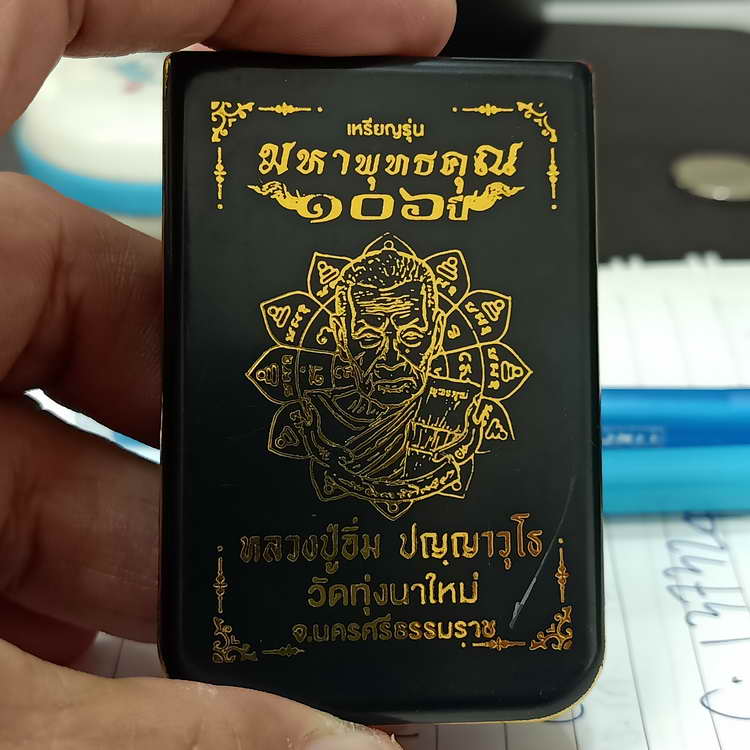 เหรียญรุ่น
มหาพุทธคุณ
๑๐๖ ปี
หลวงปู่ยิ้ม ปญฺญาวุโธ
วัดทุ่งนาใหม่
จ.นครศรีธรรมราช